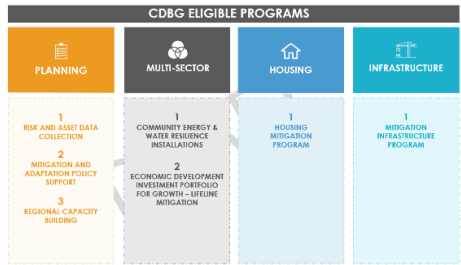 CDBG ELIGIBLE PROGRAMS
PLANNING
1
RISK AND ASSET DATA
COLLECTION
2
MITIGATION AND
ADAPTATION POLICY
SUPPORT
3
REGIONAL CAPACITY
BUILDING
MULTI-SECTOR
1
COMMUNITY ENERGY &
WATER RESILIENCE
INSTALLATIONS
2
ECONOMIC DEVELOPMENT
INVESTMENT PORTFOLIO
FOR GROWTH – LIFELINE
MITIGATION
HOUSING
1
HOUSING
MITIGATION
PROGRAM
INFRASTRUCTURE
1
MITIGATION
INFRASTRUCTURE
PROGRAM